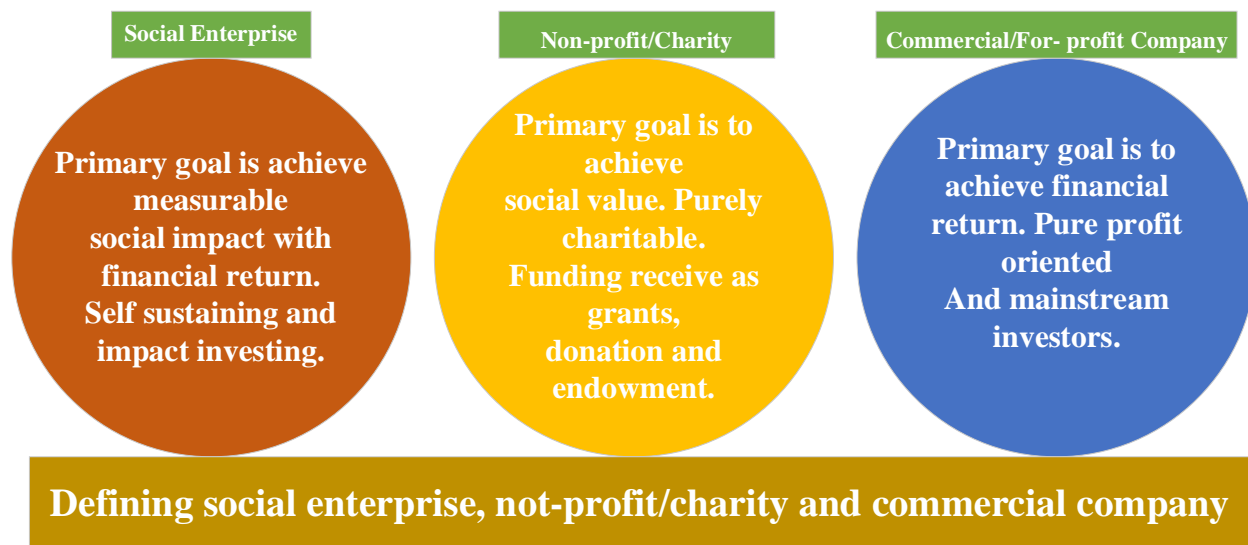 Social Enterprise
Non-profit/Charity
Commercial/For- profit Company
Primary goal is achieve
measurable
social impact with
financial return.
Self sustaining and
impact investing.
Primary goal is to
achieve
social value. Purely
charitable.
Funding receive as
grants,
donation and
endowment.
Primary goal is to
achieve financial
return. Pure profit
oriented
And mainstream
investors.
Defining social enterprise, not-profit/charity and commercial company